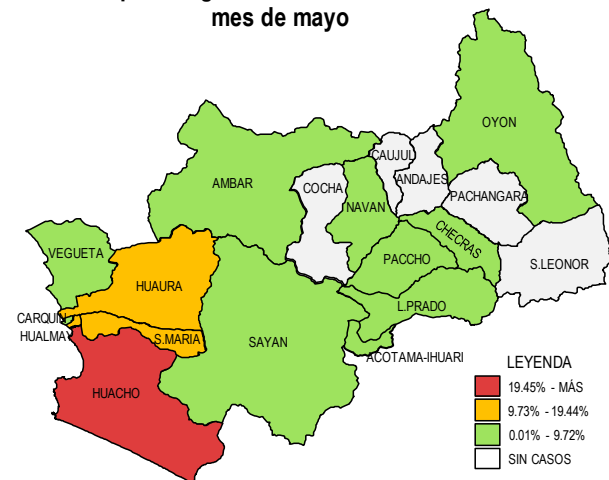 mes de mayo
OYON
CAUJUL
ANDAJES
AMBAR
COCHA
NAVAN
PACHANGARA
CHECRAS
VEGUETA
PACCHO
S.LEONOR
HUAURA
L.PRADO
CARQUIN
HUALMAY
S.MARIA
SAYAN
ACOTAMA-IHUARI
HUACHO
LEYENDA
19.45% - MÁS
9.73% - 19.44%
0.01% - 9.72%
SIN CASOS